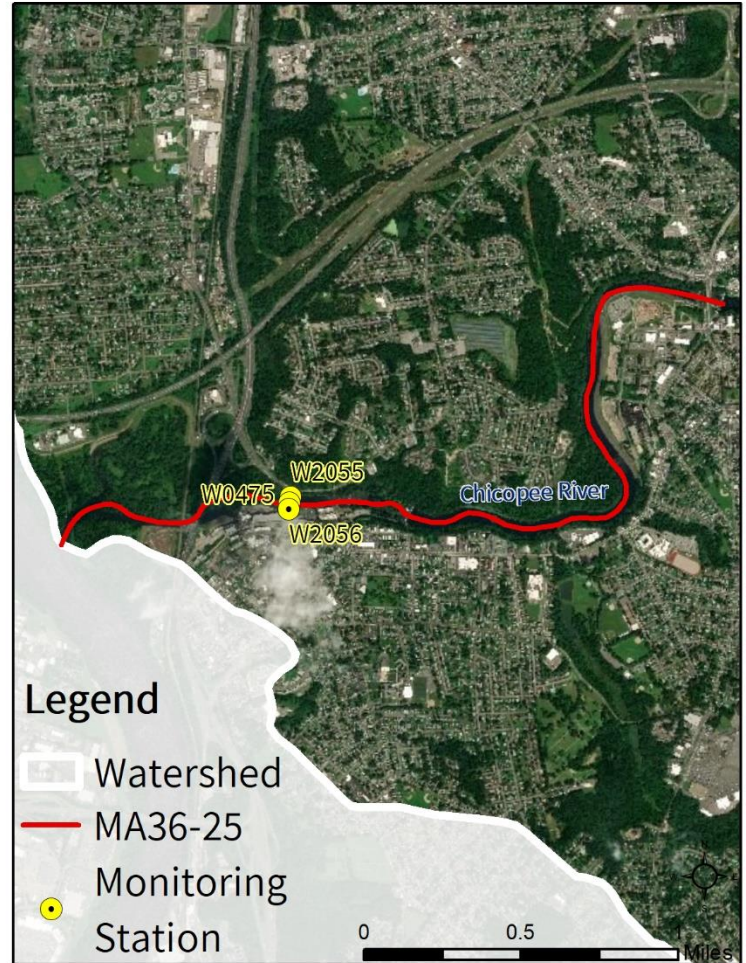 W2055
W0475
Chicopee River
W2056
Legend
Watershed
MA36-25
Monitoring
Station
0 0.5 1
Miles
N
E